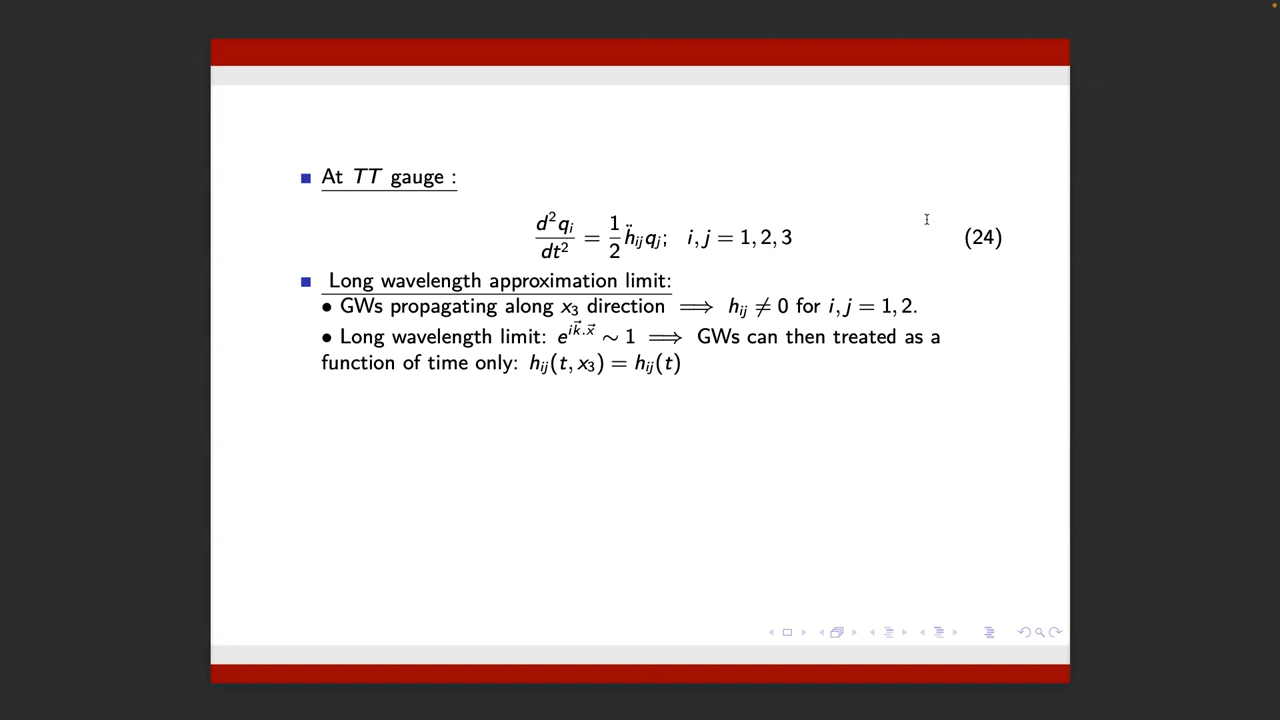 At TT gauge :
d²qᵢ/dt² = 1/2 ḧᵢⱼqⱼ; i, j = 1, 2, 3 (24)
Long wavelength approximation limit:
• GWs propagating along x₃ direction ⟹ hᵢⱼ ≠ 0 for i, j = 1, 2.
• Long wavelength limit: e^{i\vec{k}.\vec{x}} ∼ 1 ⟹ GWs can then treated as a
function of time only: hᵢⱼ(t, x₃) = hᵢⱼ(t)